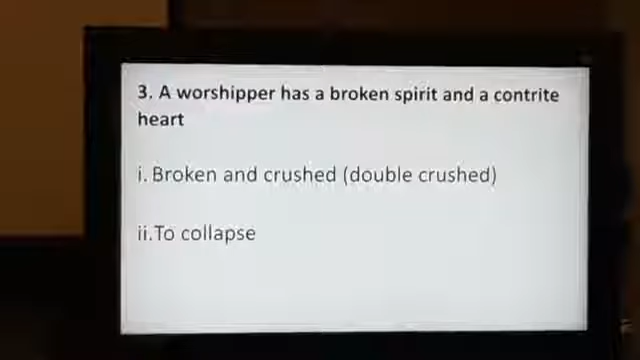 3. A worshipper has a broken spirit and a contrite
heart
i. Broken and crushed (double crushed)
ii.To collapse